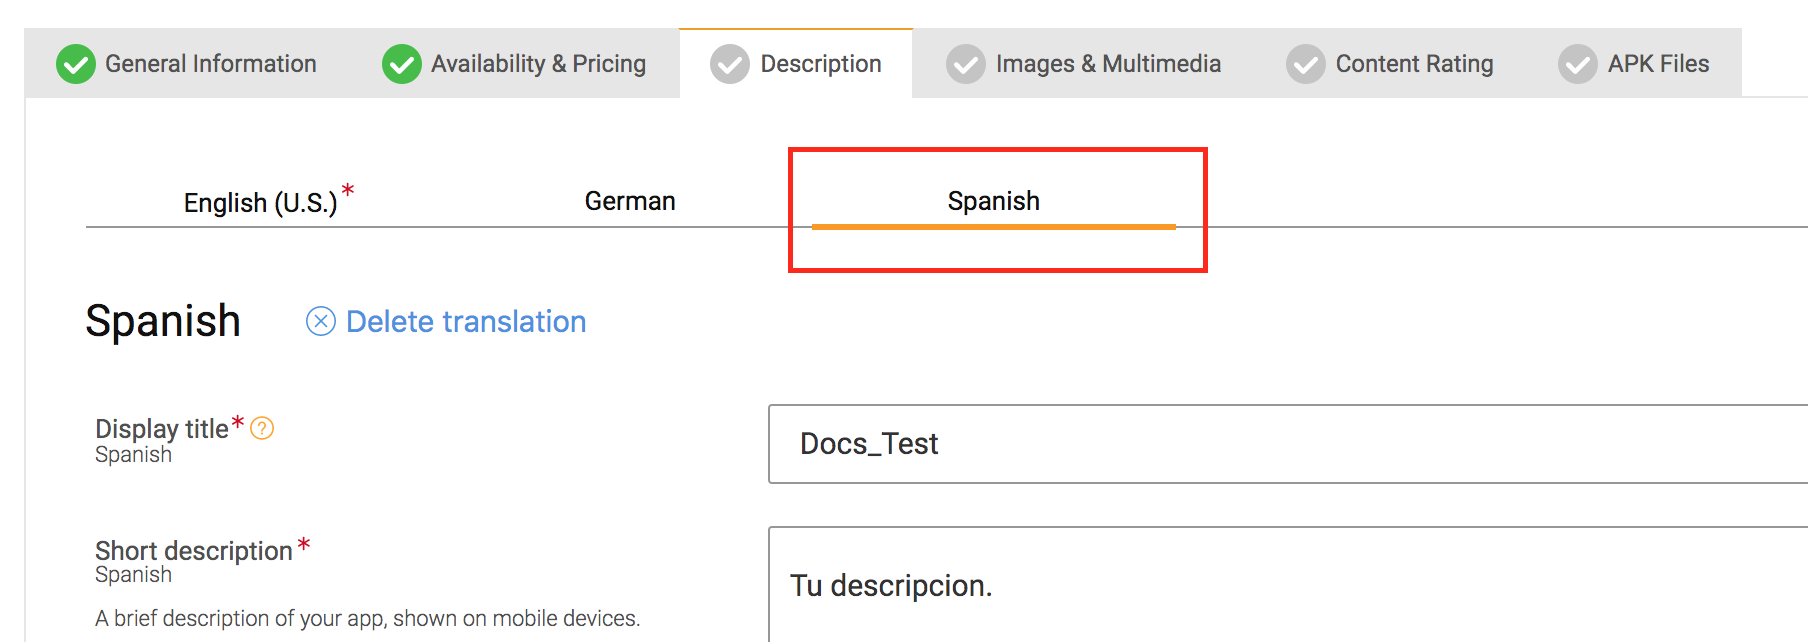 General Information Availability & Pricing Description Images & Multimedia Content Rating APK Files
English (U.S.)* German Spanish
Spanish Delete translation
Display title* ?
Spanish
Docs_Test
Short description*
Spanish
A brief description of your app, shown on mobile devices.
Tu descripcion.